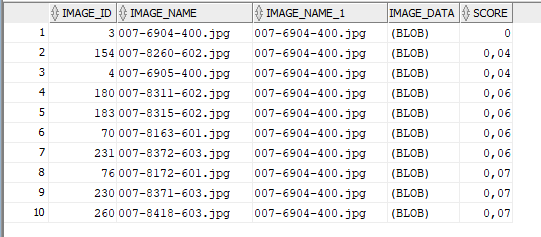 IMAGE_ID IMAGE_NAME IMAGE_NAME_1 IMAGE_DATA SCORE
1 3 007-6904-400.jpg 007-6904-400.jpg (BLOB) 0
2 154 007-8260-602.jpg 007-6904-400.jpg (BLOB) 0,04
3 4 007-6905-400.jpg 007-6904-400.jpg (BLOB) 0,04
4 180 007-8311-602.jpg 007-6904-400.jpg (BLOB) 0,06
5 183 007-8315-602.jpg 007-6904-400.jpg (BLOB) 0,06
6 70 007-8163-601.jpg 007-6904-400.jpg (BLOB) 0,06
7 231 007-8372-603.jpg 007-6904-400.jpg (BLOB) 0,06
8 76 007-8172-601.jpg 007-6904-400.jpg (BLOB) 0,07
9 230 007-8371-603.jpg 007-6904-400.jpg (BLOB) 0,07
10 260 007-8418-603.jpg 007-6904-400.jpg (BLOB) 0,07